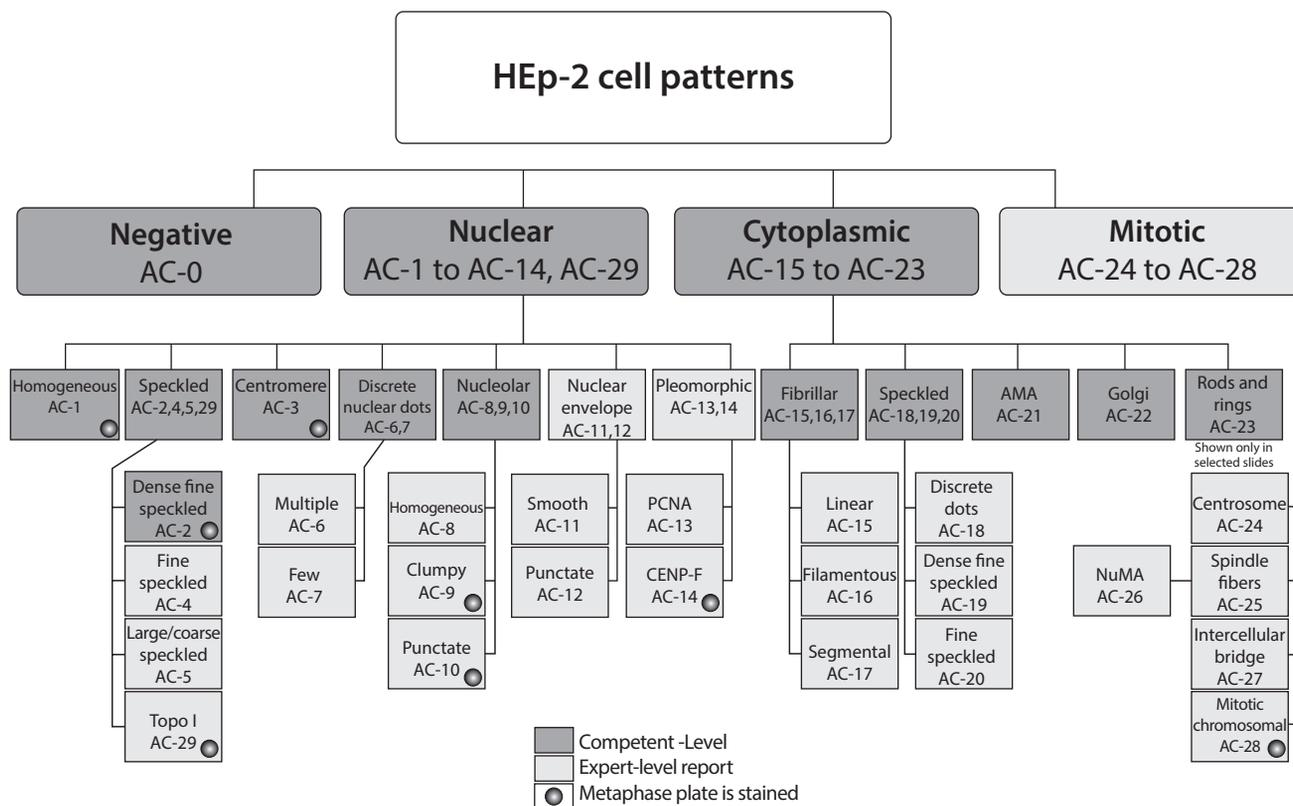 HEp-2 cell patterns
Negative
AC-0
Nuclear
AC-1 to AC-14, AC-29
Cytoplasmic
AC-15 to AC-23
Mitotic
AC-24 to AC-28
Homogeneous
AC-1
Speckled
AC-2,4,5,29
Centromere
AC-3
Discrete
nuclear dots
AC-6,7
Nucleolar
AC-8,9,10
Nuclear
envelope
AC-11,12
Pleomorphic
AC-13,14
Fibrillar
AC-15,16,17
Speckled
AC-18,19,20
AMA
AC-21
Golgi
AC-22
Rods and
rings
AC-23
Shown only in
selected slides
Dense fine
speckled
AC-2
Fine
speckled
AC-4
Large/coarse
speckled
AC-5
Topo I
AC-29
Multiple
AC-6
Few
AC-7
Homogeneous
AC-8
Clumpy
AC-9
Punctate
AC-10
Smooth
AC-11
Punctate
AC-12
PCNA
AC-13
CENP-F
AC-14
Linear
AC-15
Filamentous
AC-16
Segmental
AC-17
Discrete
dots
AC-18
Dense fine
speckled
AC-19
Fine
speckled
AC-20
NuMA
AC-26
Centrosome
AC-24
Spindle
fibers
AC-25
Intercellular
bridge
AC-27
Mitotic
chromosomal
AC-28
Competent -Level
Expert-level report
Metaphase plate is stained